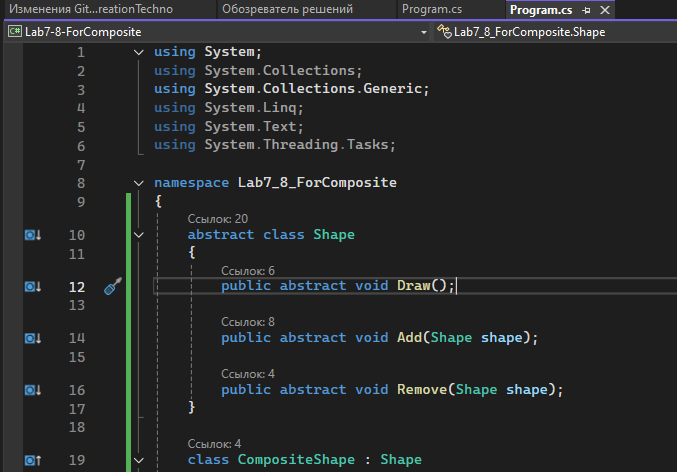 Изменения Git...reationTechno Обозреватель решений Program.cs Program.cs
C# Lab7-8-ForComposite Lab7_8_ForComposite.Shape
1 using System;
2 using System.Collections;
3 using System.Collections.Generic;
4 using System.Linq;
5 using System.Text;
6 using System.Threading.Tasks;
7
8 namespace Lab7_8_ForComposite
9 {
Ссылок: 20
10 abstract class Shape
11 {
Ссылок: 6
12 public abstract void Draw();
13
Ссылок: 8
14 public abstract void Add(Shape shape);
15
Ссылок: 4
16 public abstract void Remove(Shape shape);
17 }
18
Ссылок: 4
19 class CompositeShape : Shape